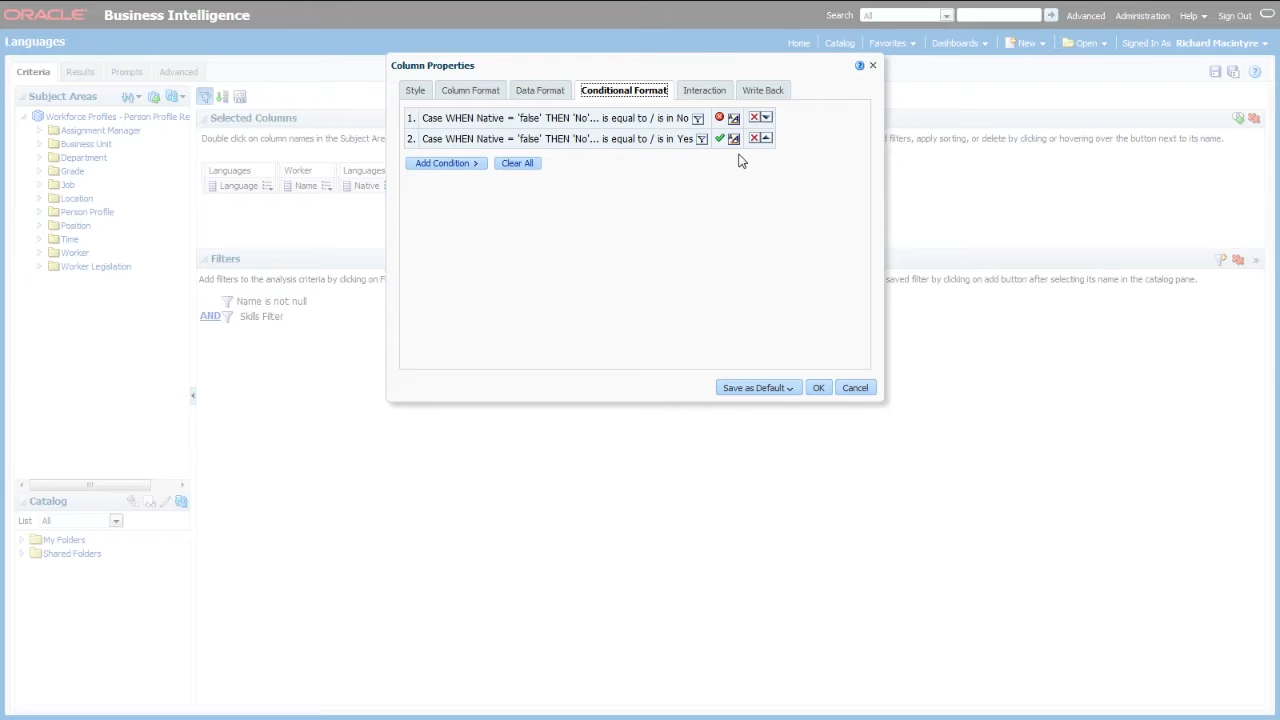 ORACLE Business Intelligence Search All Advanced Administration Help Sign Out
Languages Home Catalog Favorites Dashboards New Open Signed In As Richard Macintyre
Criteria Results Prompts Advanced
Subject Areas
Workforce Profiles - Person Profile Re
Assignment Manager
Business Unit
Department
Grade
Job
Location
Person Profile
Position
Time
Worker
Worker Legislation
Catalog
List All
My Folders
Shared Folders
Selected Columns
Double click on column names in the Subject Are
d filters, apply sorting, or delete by clicking or hovering over the button next to its name.
Languages Worker Languages
Language Name Native
Filters
Add filters to the analysis criteria by clicking on F
saved filter by clicking on add button after selecting its name in the catalog pane.
Name is not null
AND Skills Filter
Column Properties
Style Column Format Data Format Conditional Format Interaction Write Back
1. Case WHEN Native = 'false' THEN 'No'... is equal to / is in No
2. Case WHEN Native = 'false' THEN 'No'... is equal to / is in Yes
Add Condition > Clear All
Save as Default OK Cancel